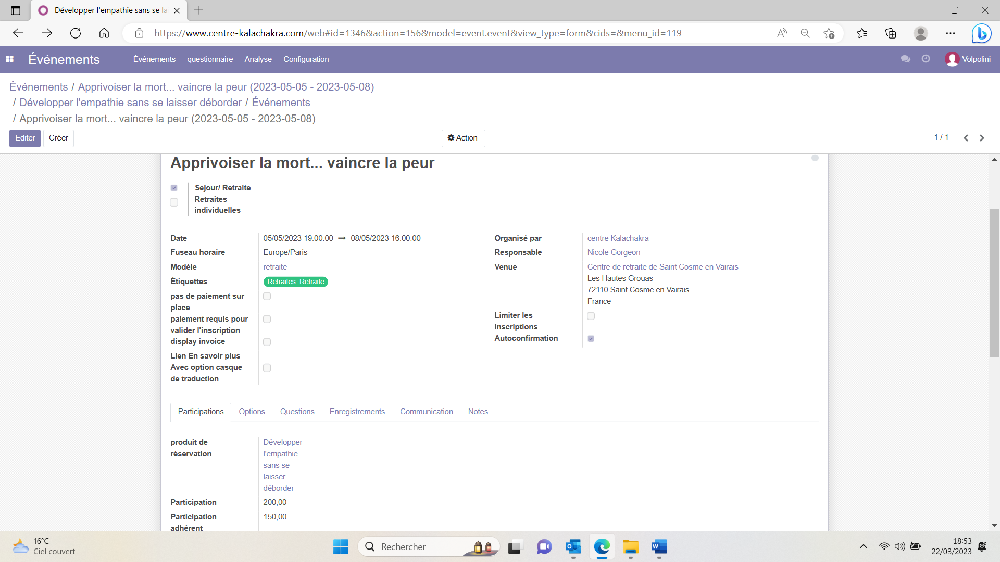 Développer l'empathie sans se la
https://www.centre-kalachakra.com/web#id=1346&action=156&model=event.event&view_type=form&cids=&menu_id=119
Événements
Événements questionnaire Analyse Configuration
Volpolini
Événements / Apprivoiser la mort... vaincre la peur (2023-05-05 - 2023-05-08)
/ Développer l'empathie sans se laisser déborder / Événements
/ Apprivoiser la mort... vaincre la peur (2023-05-05 - 2023-05-08)
Editer Créer
Action
1 / 1
Apprivoiser la mort... vaincre la peur
Sejour/ Retraite
Retraites
individuelles
Date 05/05/2023 19:00:00 ➞ 08/05/2023 16:00:00
Fuseau horaire Europe/Paris
Modèle retraite
Étiquettes Retraites: Retraite
pas de paiement sur
place
paiement requis pour
valider l'inscription
display invoice
Lien En savoir plus
Avec option casque
de traduction
Organisé par centre Kalachakra
Responsable Nicole Gorgeon
Venue Centre de retraite de Saint Cosme en Vairais
Les Hautes Grouas
72110 Saint Cosme en Vairais
France
Limiter les
inscriptions
Autoconfirmation
Participations Options Questions Enregistrements Communication Notes
produit de
réservation
Développer
l'empathie
sans se
laisser
déborder
Participation 200,00
Participation
adhérent
150,00
16°C
Ciel couvert
Rechercher
18:53
22/03/2023